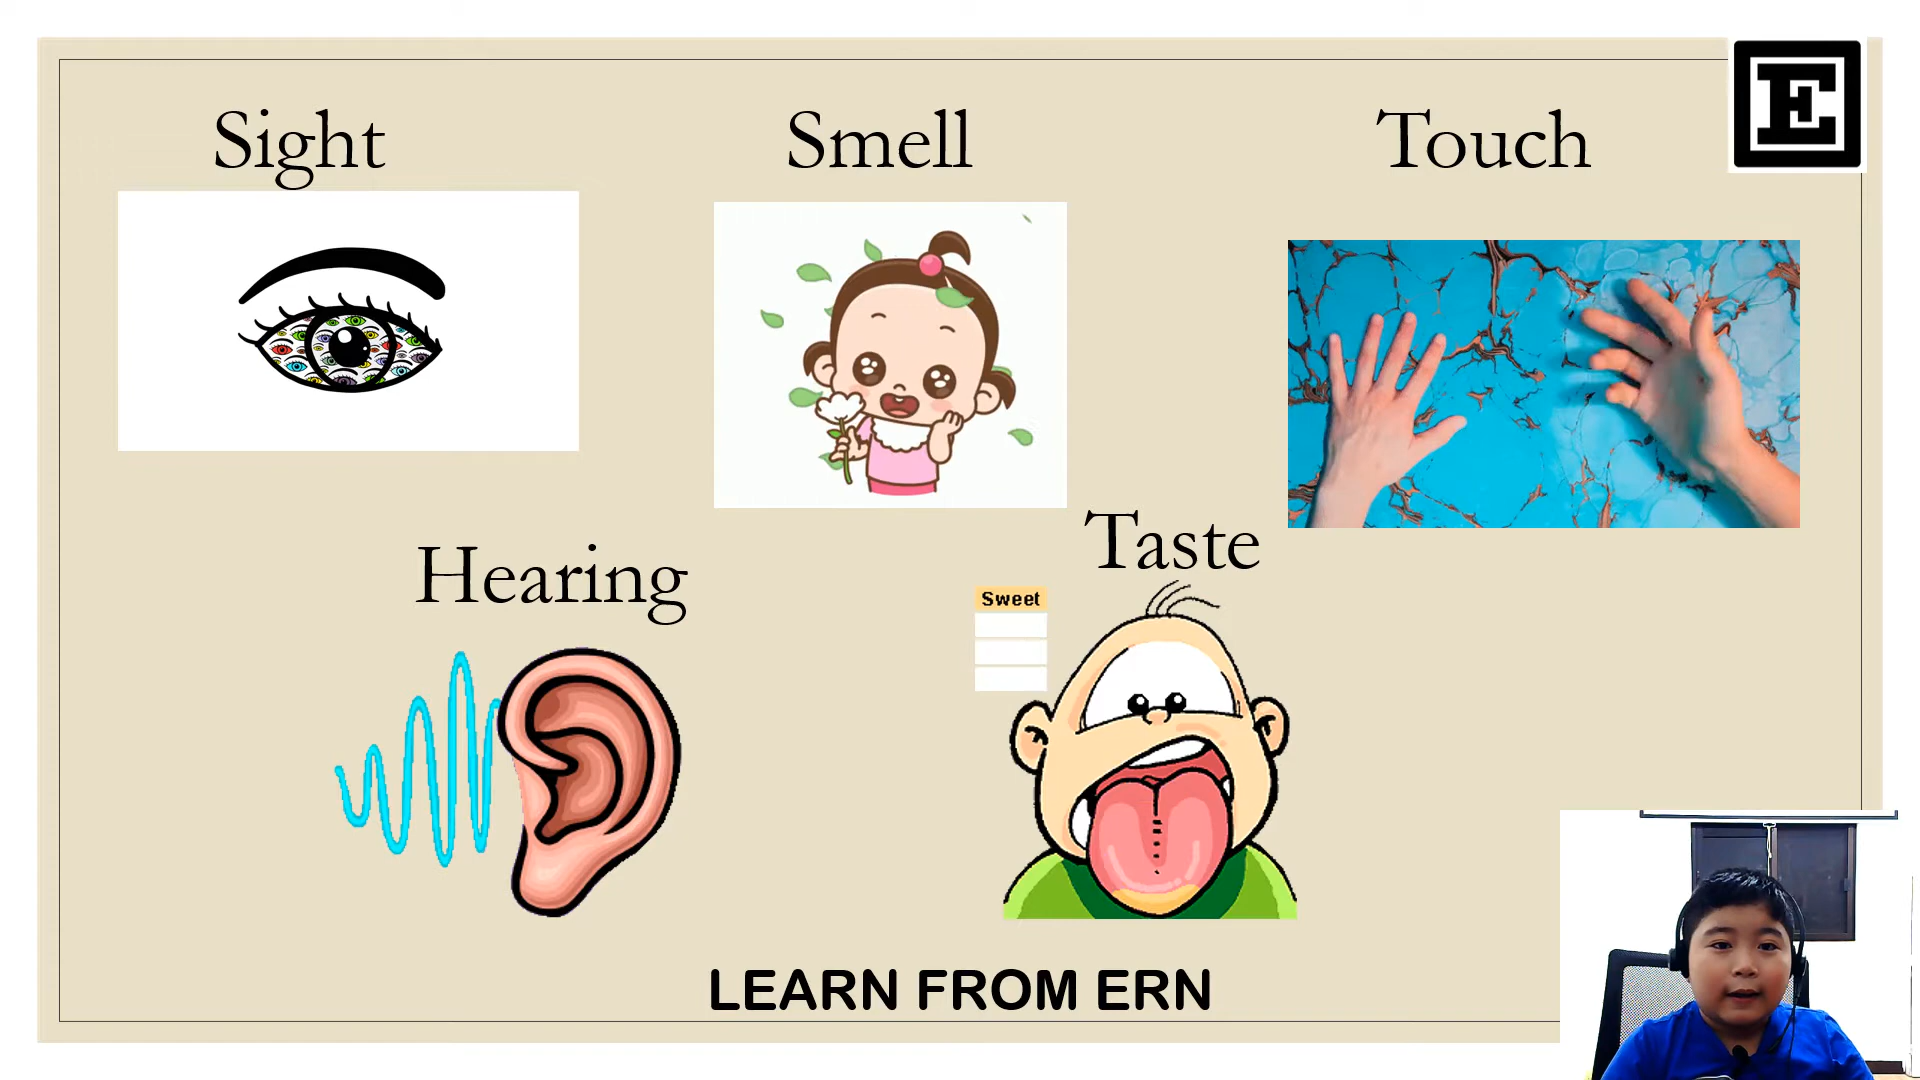 Sight
Smell
Touch
E
Hearing
Taste
Sweet
LEARN FROM ERN